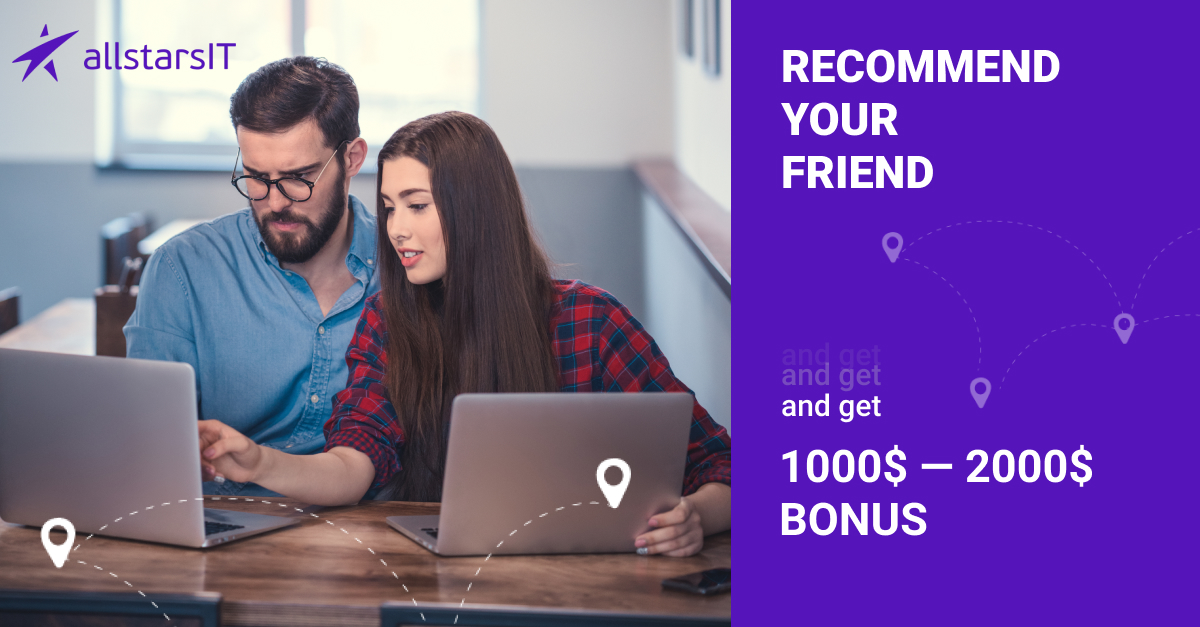 allstarsIT
RECOMMEND
YOUR
FRIEND
and get
and get
and get
1000$ — 2000$
BONUS